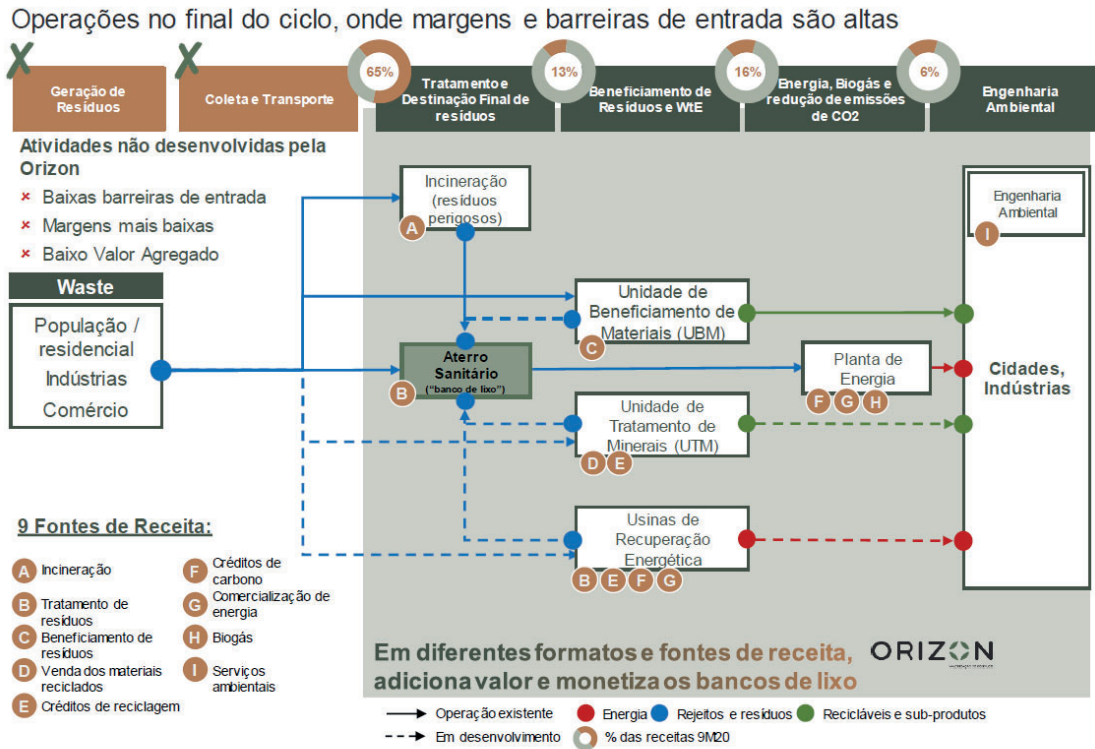 Operações no final do ciclo, onde margens e barreiras de entrada são altas
65%
13%
16%
6%
Geração de
Resíduos
Coleta e Transporte
Tratamento e
Destinação Final de
resíduos
Beneficiamento de
Resíduos e WtE
Energia, Biogás e
redução de emissões
de CO2
Engenharia
Ambiental
Atividades não desenvolvidas pela
Orizon
Baixas barreiras de entrada
Margens mais baixas
Baixo Valor Agregado
Waste
População /
residencial
Indústrias
Comércio
Incineração
(resíduos
perigosos)
A
Engenharia
Ambiental
I
Unidade de
Beneficiamento de
Materiais (UBM)
C
Aterro
Sanitário
("banco de lixo")
B
Planta de
Energia
F G H
Cidades,
Indústrias
Unidade de
Tratamento de
Minerais (UTM)
D E
Usinas de
Recuperação
Energética
B E F G
9 Fontes de Receita:
A Incineração
B Tratamento de
resíduos
C Beneficiamento de
resíduos
D Venda dos materiais
reciclados
E Créditos de reciclagem
F Créditos de
carbono
G Comercialização de
energia
H Biogás
I Serviços
ambientais
Em diferentes formatos e fontes de receita,
adiciona valor e monetiza os bancos de lixo
ORIZON
Operação existente
Energia
Rejeitos e resíduos
Recicláveis e sub-produtos
Em desenvolvimento
% das receitas 9M20